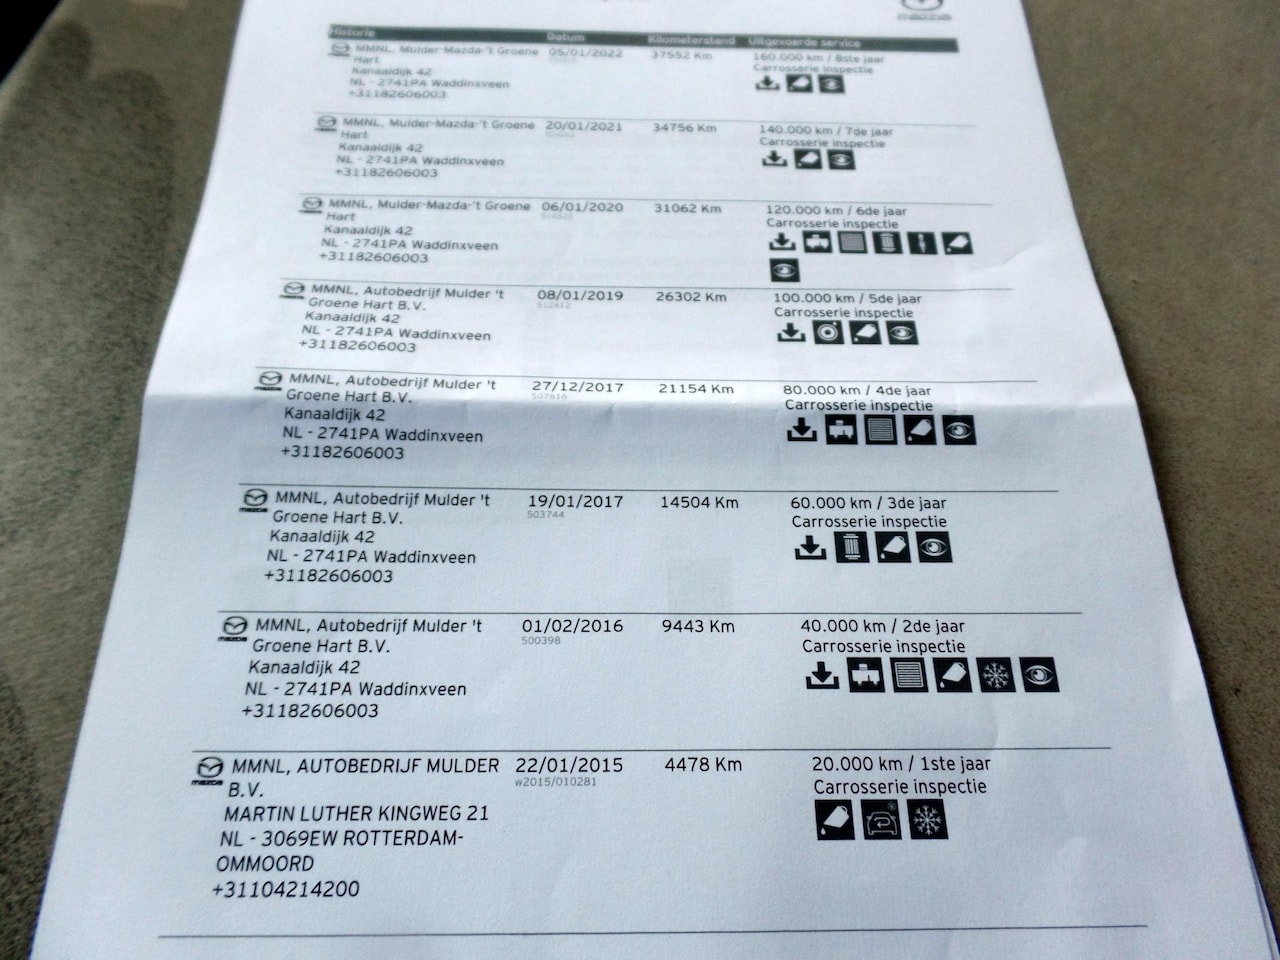 mazda
Historie Datum Kilometerstand Uitgevoerde service
MMNL, Mulder-Mazda-'t Groene 05/01/2022 37552 Km 160.000 km / 8ste jaar
Hart Carrosserie inspectie
Kanaaldijk 42
NL - 2741PA Waddinxveen
+31182606003
MMNL, Mulder-Mazda-'t Groene 20/01/2021 34756 Km 140.000 km / 7de jaar
Hart Carrosserie inspectie
Kanaaldijk 42
NL - 2741PA Waddinxveen
+31182606003
MMNL, Mulder-Mazda-'t Groene 06/01/2020 31062 Km 120.000 km / 6de jaar
Hart Carrosserie inspectie
Kanaaldijk 42
NL - 2741PA Waddinxveen
+31182606003
MMNL, Autobedrijf Mulder 't 08/01/2019 26302 Km 100.000 km / 5de jaar
Groene Hart B.V. 512612 Carrosserie inspectie
Kanaaldijk 42
NL - 2741PA Waddinxveen
+31182606003
MMNL, Autobedrijf Mulder 't 27/12/2017 21154 Km 80.000 km / 4de jaar
Groene Hart B.V. 507616 Carrosserie inspectie
Kanaaldijk 42
NL - 2741PA Waddinxveen
+31182606003
MMNL, Autobedrijf Mulder 't 19/01/2017 14504 Km 60.000 km / 3de jaar
Groene Hart B.V. 503744 Carrosserie inspectie
Kanaaldijk 42
NL - 2741PA Waddinxveen
+31182606003
mazda MMNL, Autobedrijf Mulder 't 01/02/2016 9443 Km 40.000 km / 2de jaar
Groene Hart B.V. 500398 Carrosserie inspectie
Kanaaldijk 42
NL - 2741PA Waddinxveen
+31182606003
mazda MMNL, AUTOBEDRIJF MULDER 22/01/2015 4478 Km 20.000 km / 1ste jaar
B.V. w2015/010281 Carrosserie inspectie
MARTIN LUTHER KINGWEG 21
NL - 3069EW ROTTERDAM-
OMMOORD
+31104214200